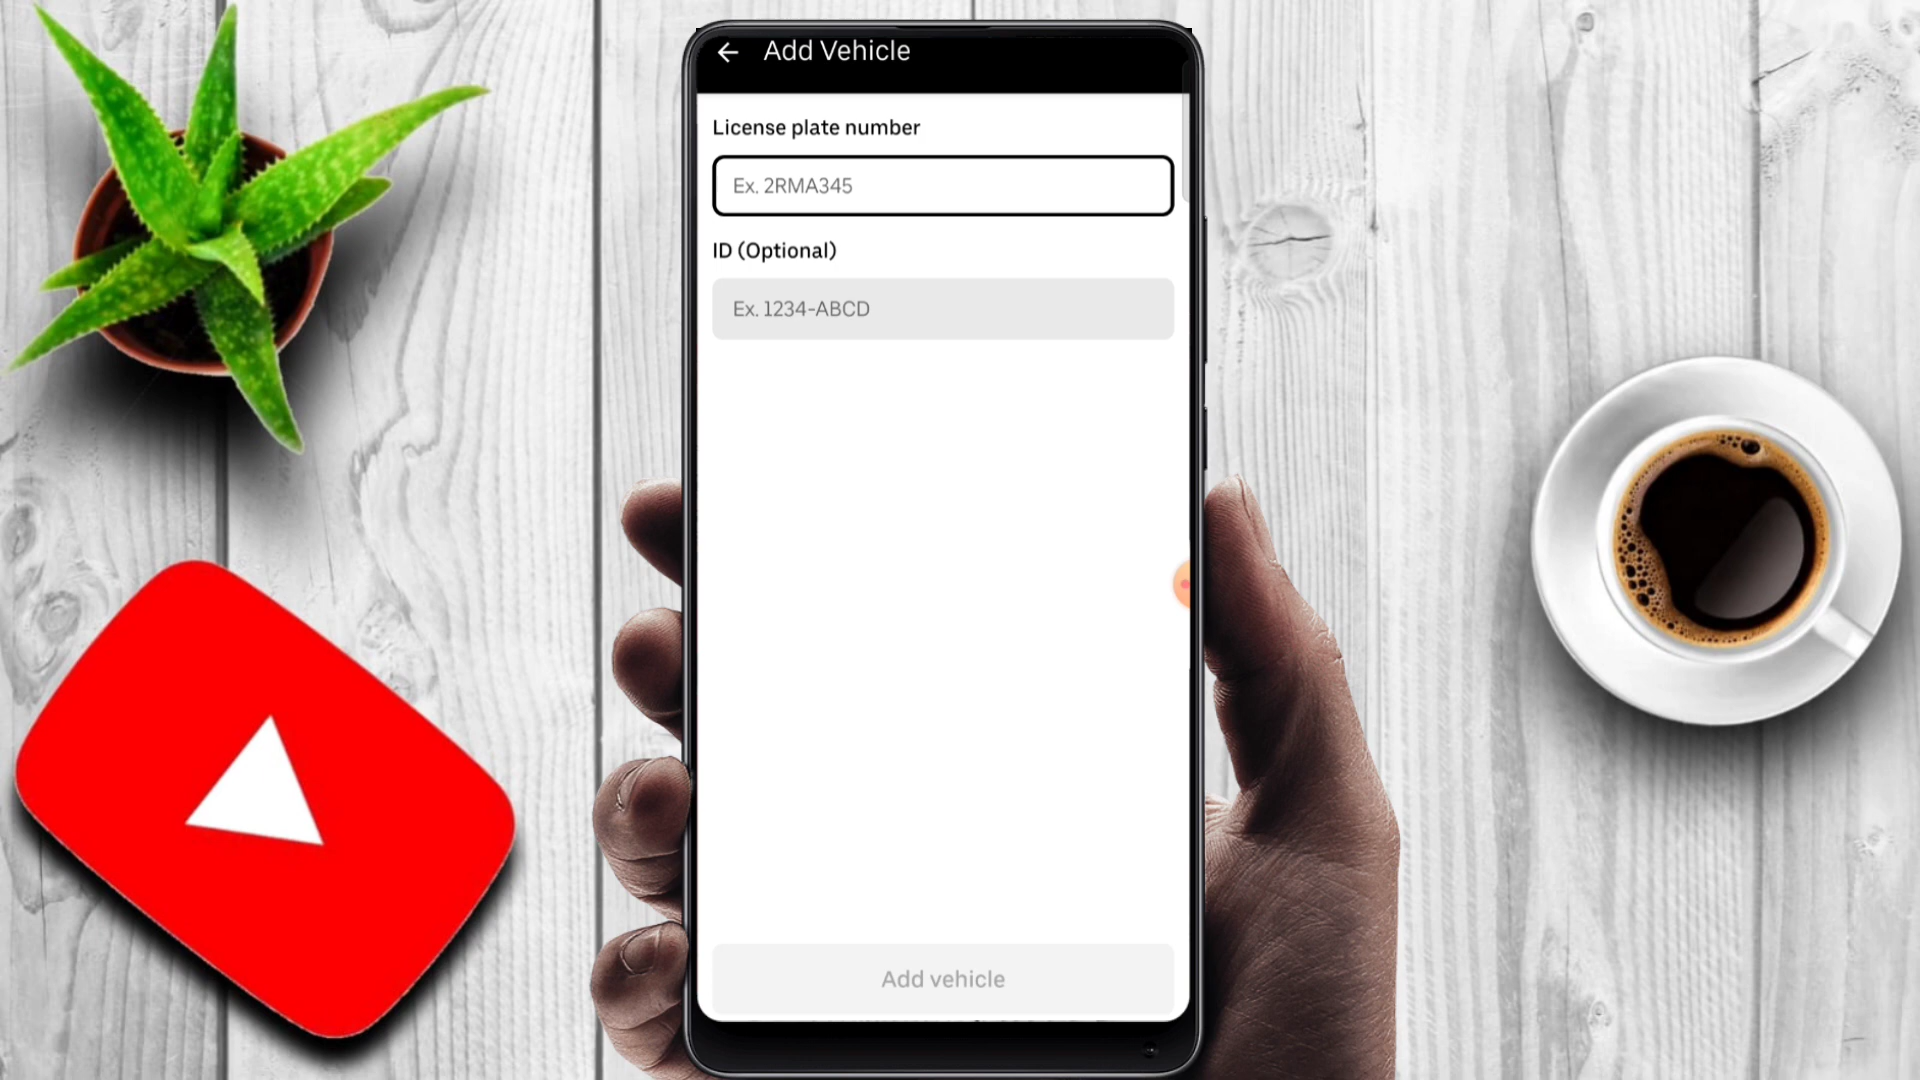 Add Vehicle
License plate number
Ex. 2RMA345
ID (Optional)
Ex. 1234-ABCD
Add vehicle